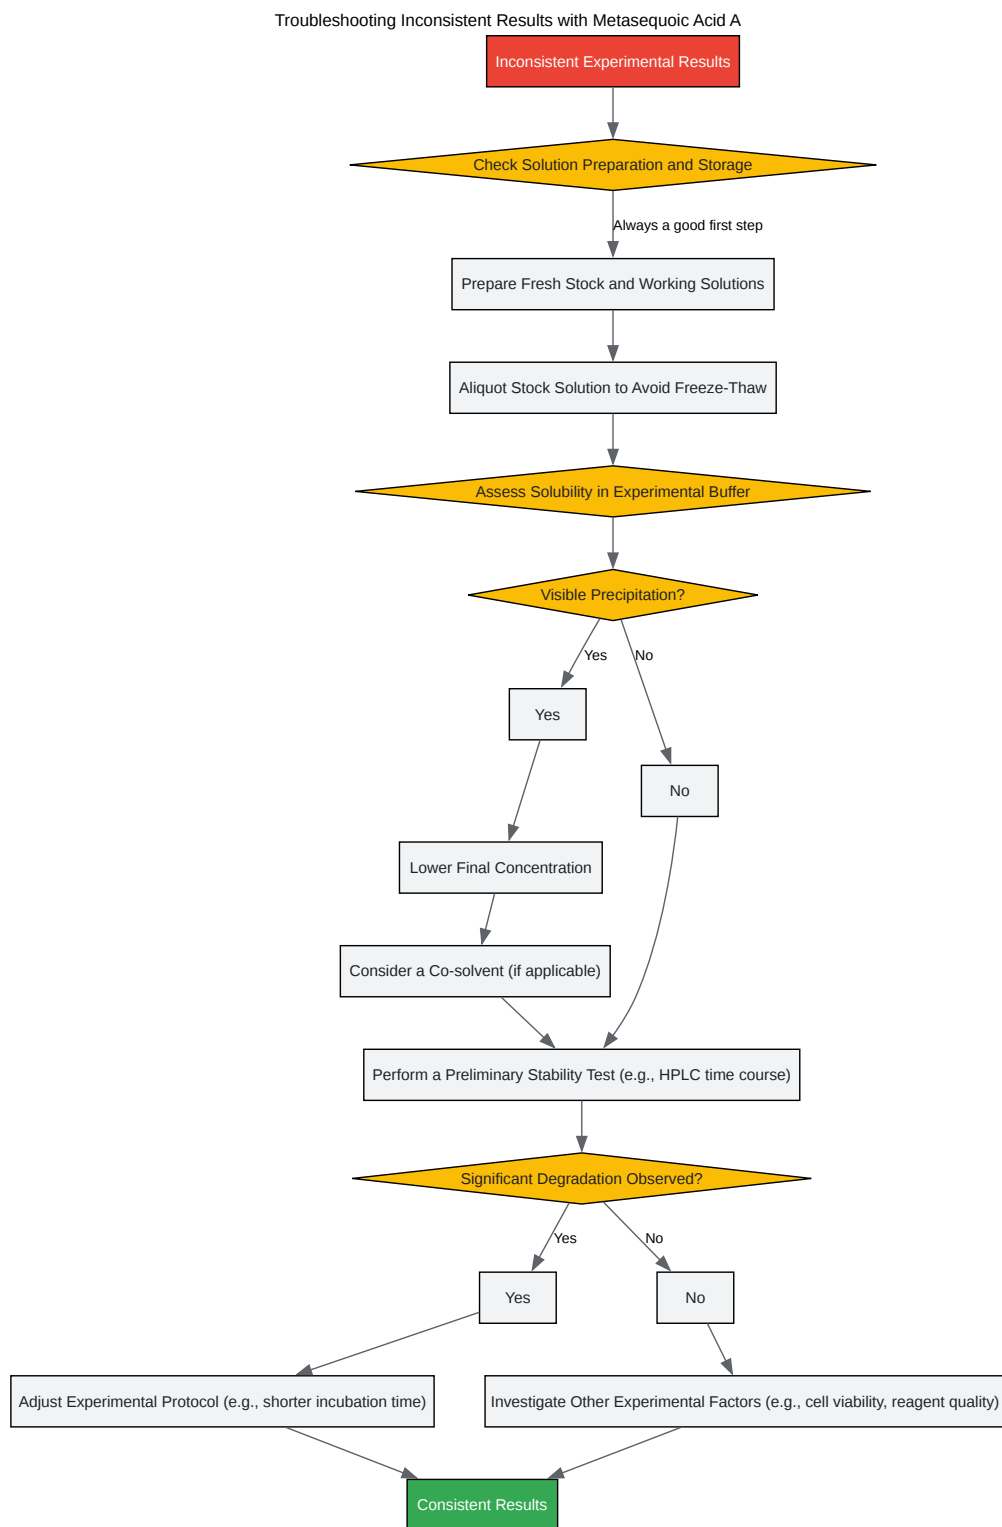 Troubleshooting Inconsistent Results with Metasequoic Acid A
Inconsistent Experimental Results
Check Solution Preparation and Storage
Always a good first step
Prepare Fresh Stock and Working Solutions
Aliquot Stock Solution to Avoid Freeze-Thaw
Assess Solubility in Experimental Buffer
Visible Precipitation?
Yes
No
Yes
No
Lower Final Concentration
Consider a Co-solvent (if applicable)
Perform a Preliminary Stability Test (e.g., HPLC time course)
Significant Degradation Observed?
Yes
No
Yes
No
Adjust Experimental Protocol (e.g., shorter incubation time)
Investigate Other Experimental Factors (e.g., cell viability, reagent quality)
Consistent Results